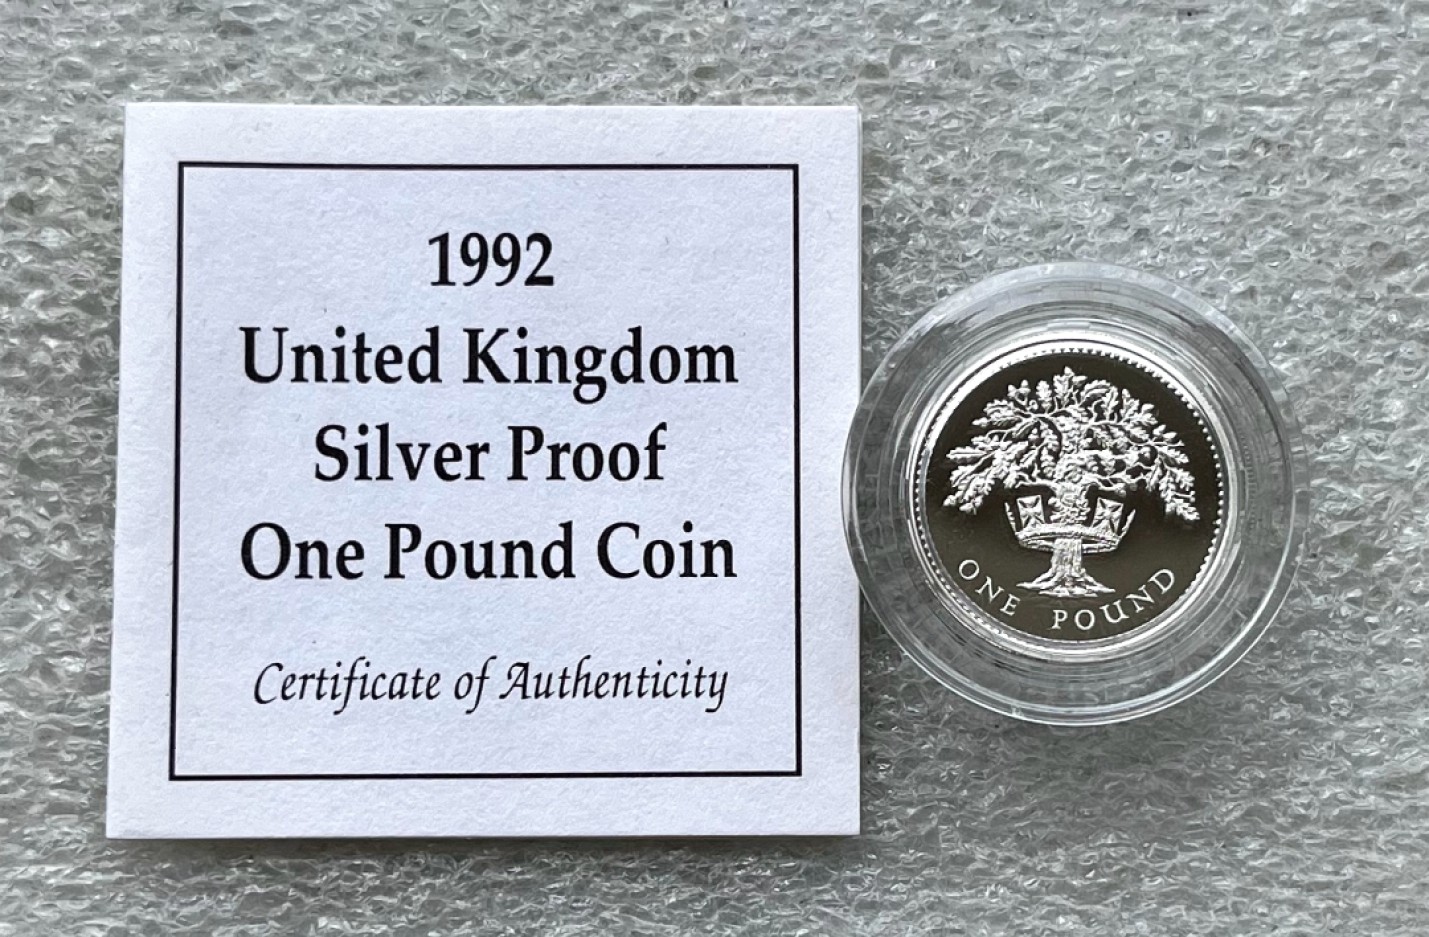 1992
United Kingdom
Silver Proof
One Pound Coin
Certificate of Authenticity
ONE POUND